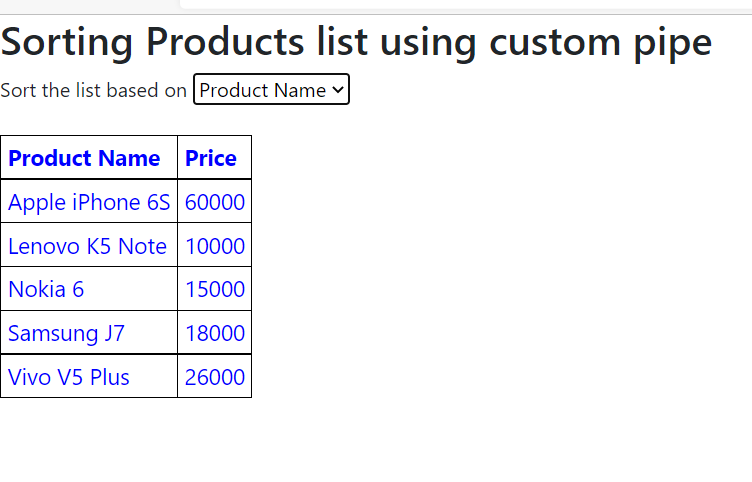 Sorting Products list using custom pipe
Sort the list based on Product Name
Product Name Price
Apple iPhone 6S 60000
Lenovo K5 Note 10000
Nokia 6 15000
Samsung J7 18000
Vivo V5 Plus 26000